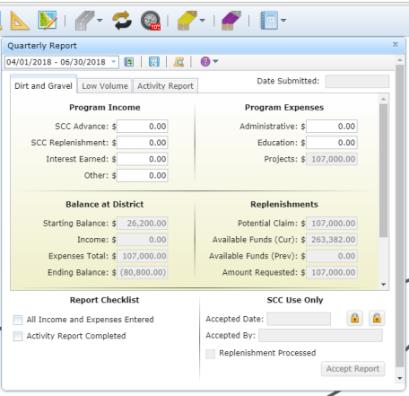 Quarterly Report
04/01/2018 - 06/30/2018
Dirt and Gravel Low Volume Activity Report Date Submitted:
Program Income
SCC Advance: $ 0.00
SCC Replenishment: $ 0.00
Interest Earned: $ 0.00
Other: $ 0.00
Program Expenses
Administrative: $ 0.00
Education: $ 0.00
Projects: $ 107,000.00
Balance at District
Starting Balance: $ 26,200.00
Income: $ 0.00
Expenses Total: $ 107,000.00
Ending Balance: $ (80,800.00)
Replenishments
Potential Claim: $ 107,000.00
Available Funds (Cur): $ 263,382.00
Available Funds (Prev): $ 0.00
Amount Requested: $ 107,000.00
Report Checklist
All Income and Expenses Entered
Activity Report Completed
SCC Use Only
Accepted Date:
Accepted By:
Replenishment Processed
Accept Report